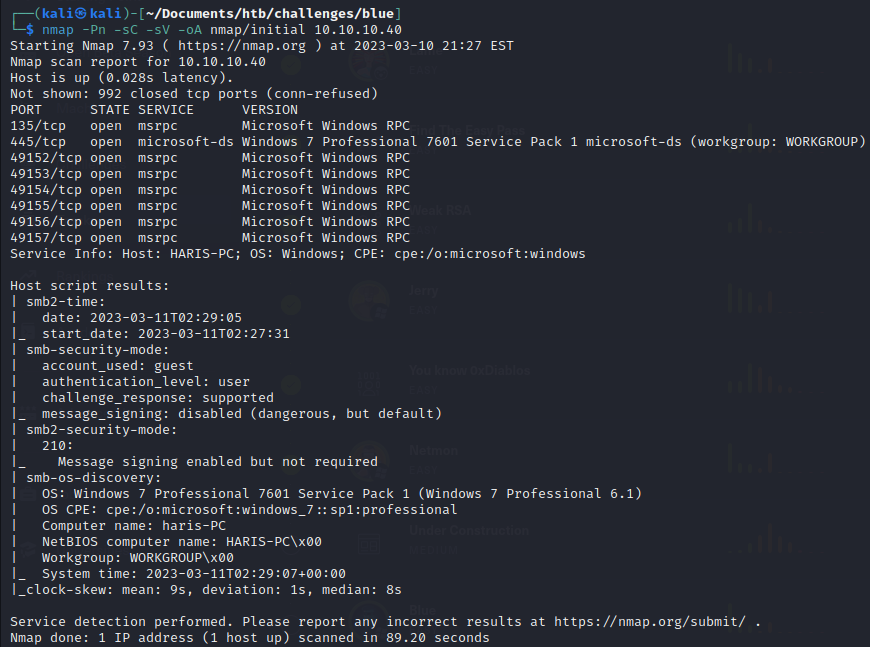 ┌──(kali㉿kali)-[~/Documents/htb/challenges/blue]
└─$ nmap -Pn -sC -sV -oA nmap/initial 10.10.10.40
Starting Nmap 7.93 ( https://nmap.org ) at 2023-03-10 21:27 EST
Nmap scan report for 10.10.10.40
Host is up (0.028s latency).
Not shown: 992 closed tcp ports (conn-refused)
PORT      STATE SERVICE      VERSION
135/tcp   open  msrpc        Microsoft Windows RPC
445/tcp   open  microsoft-ds Windows 7 Professional 7601 Service Pack 1 microsoft-ds (workgroup: WORKGROUP)
49152/tcp open  msrpc        Microsoft Windows RPC
49153/tcp open  msrpc        Microsoft Windows RPC
49154/tcp open  msrpc        Microsoft Windows RPC
49155/tcp open  msrpc        Microsoft Windows RPC
49156/tcp open  msrpc        Microsoft Windows RPC
49157/tcp open  msrpc        Microsoft Windows RPC
Service Info: Host: HARIS-PC; OS: Windows; CPE: cpe:/o:microsoft:windows

Host script results:
| smb2-time:
|   date: 2023-03-11T02:29:05
|_  start_date: 2023-03-11T02:27:31
| smb-security-mode:
|   account_used: guest
|   authentication_level: user
|   challenge_response: supported
|_  message_signing: disabled (dangerous, but default)
| smb2-security-mode:
|   210:
|_    Message signing enabled but not required
| smb-os-discovery:
|   OS: Windows 7 Professional 7601 Service Pack 1 (Windows 7 Professional 6.1)
|   OS CPE: cpe:/o:microsoft:windows_7::sp1:professional
|   Computer name: haris-PC
|   NetBIOS computer name: HARIS-PC\x00
|   Workgroup: WORKGROUP\x00
|_  System time: 2023-03-11T02:29:07+00:00
|_clock-skew: mean: 9s, deviation: 1s, median: 8s

Service detection performed. Please report any incorrect results at https://nmap.org/submit/ .
Nmap done: 1 IP address (1 host up) scanned in 89.20 seconds
Weak RSA
Jerry
You know 0xDiablos
Netmon
Under Construction
Blue